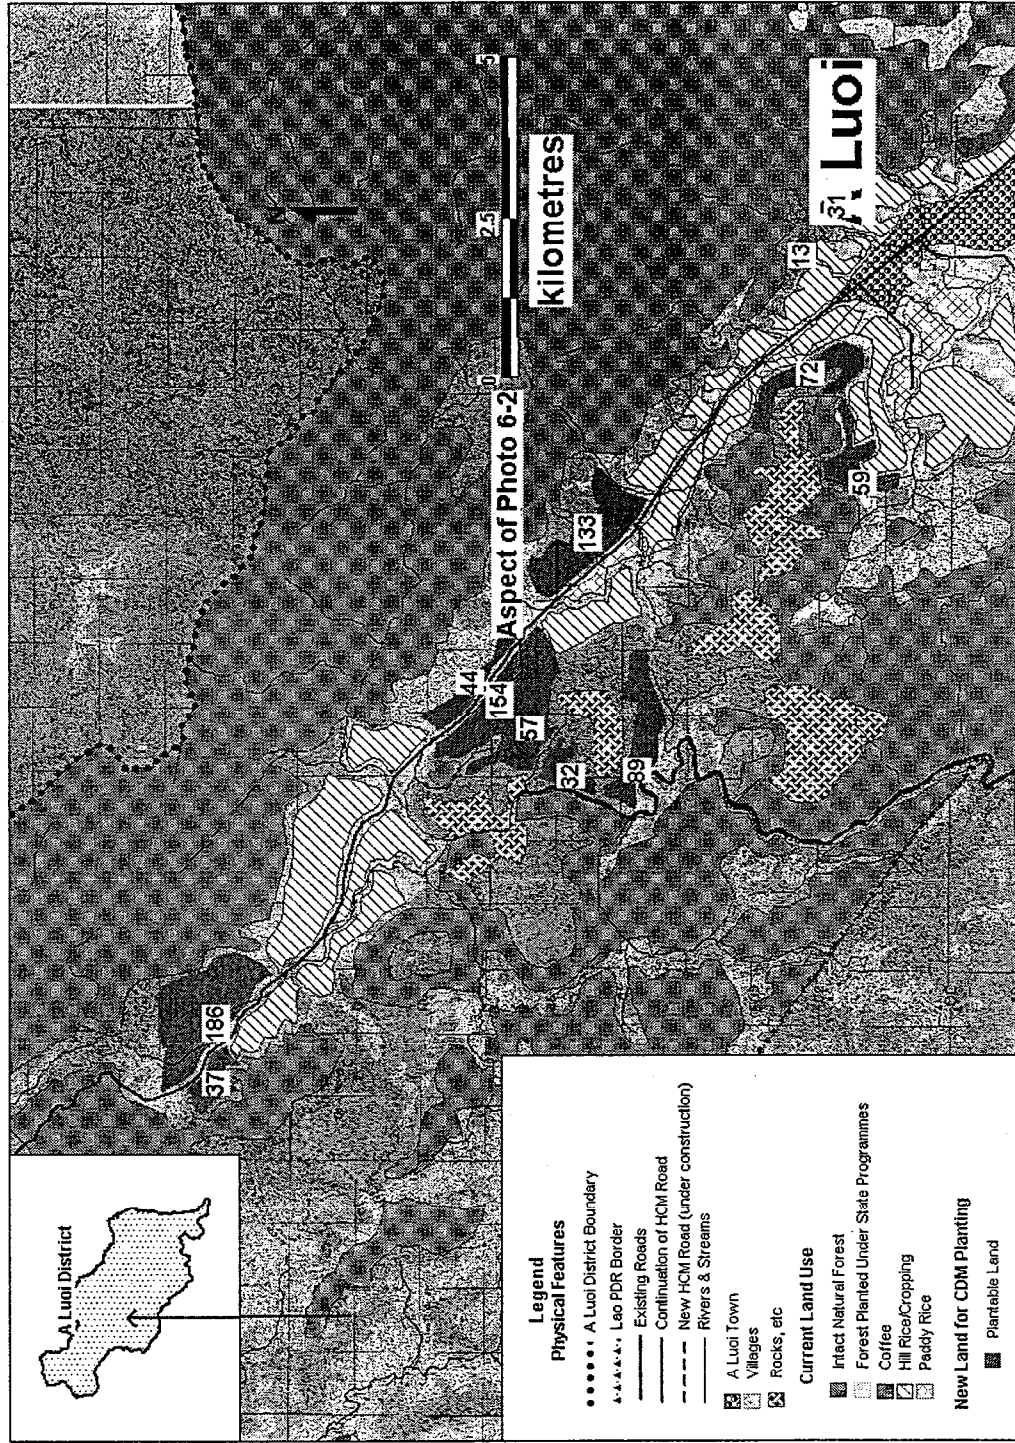 A Luoi District
Legend
Physical Features
A Luoi District Boundary
Lao PDR Border
Existing Roads
Continuation of HCM Road
New HCM Road (under construction)
Rivers & Streams
A Luoi Town
Villages
Rocks, etc
Current Land Use
Intact Natural Forest
Forest Planted Under State Programmes
Coffee
Hill Rice/Cropping
Paddy Rice
New Land for CDM Planting
Plantable Land
37
186
44
154
57
32
89
Aspect of Photo 6-2
133
N
0
2.5
5
kilometres
72
59
13
31
Luoi